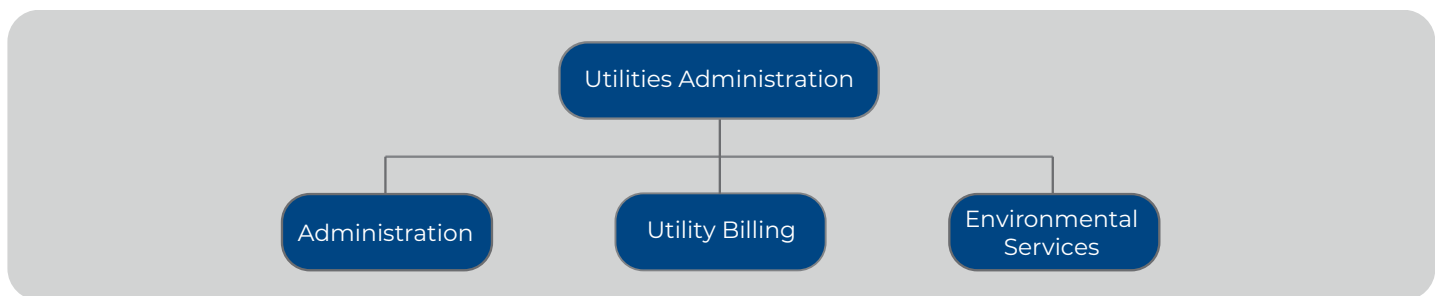 Utilities Administration
Administration
Utility Billing
Environmental
Services